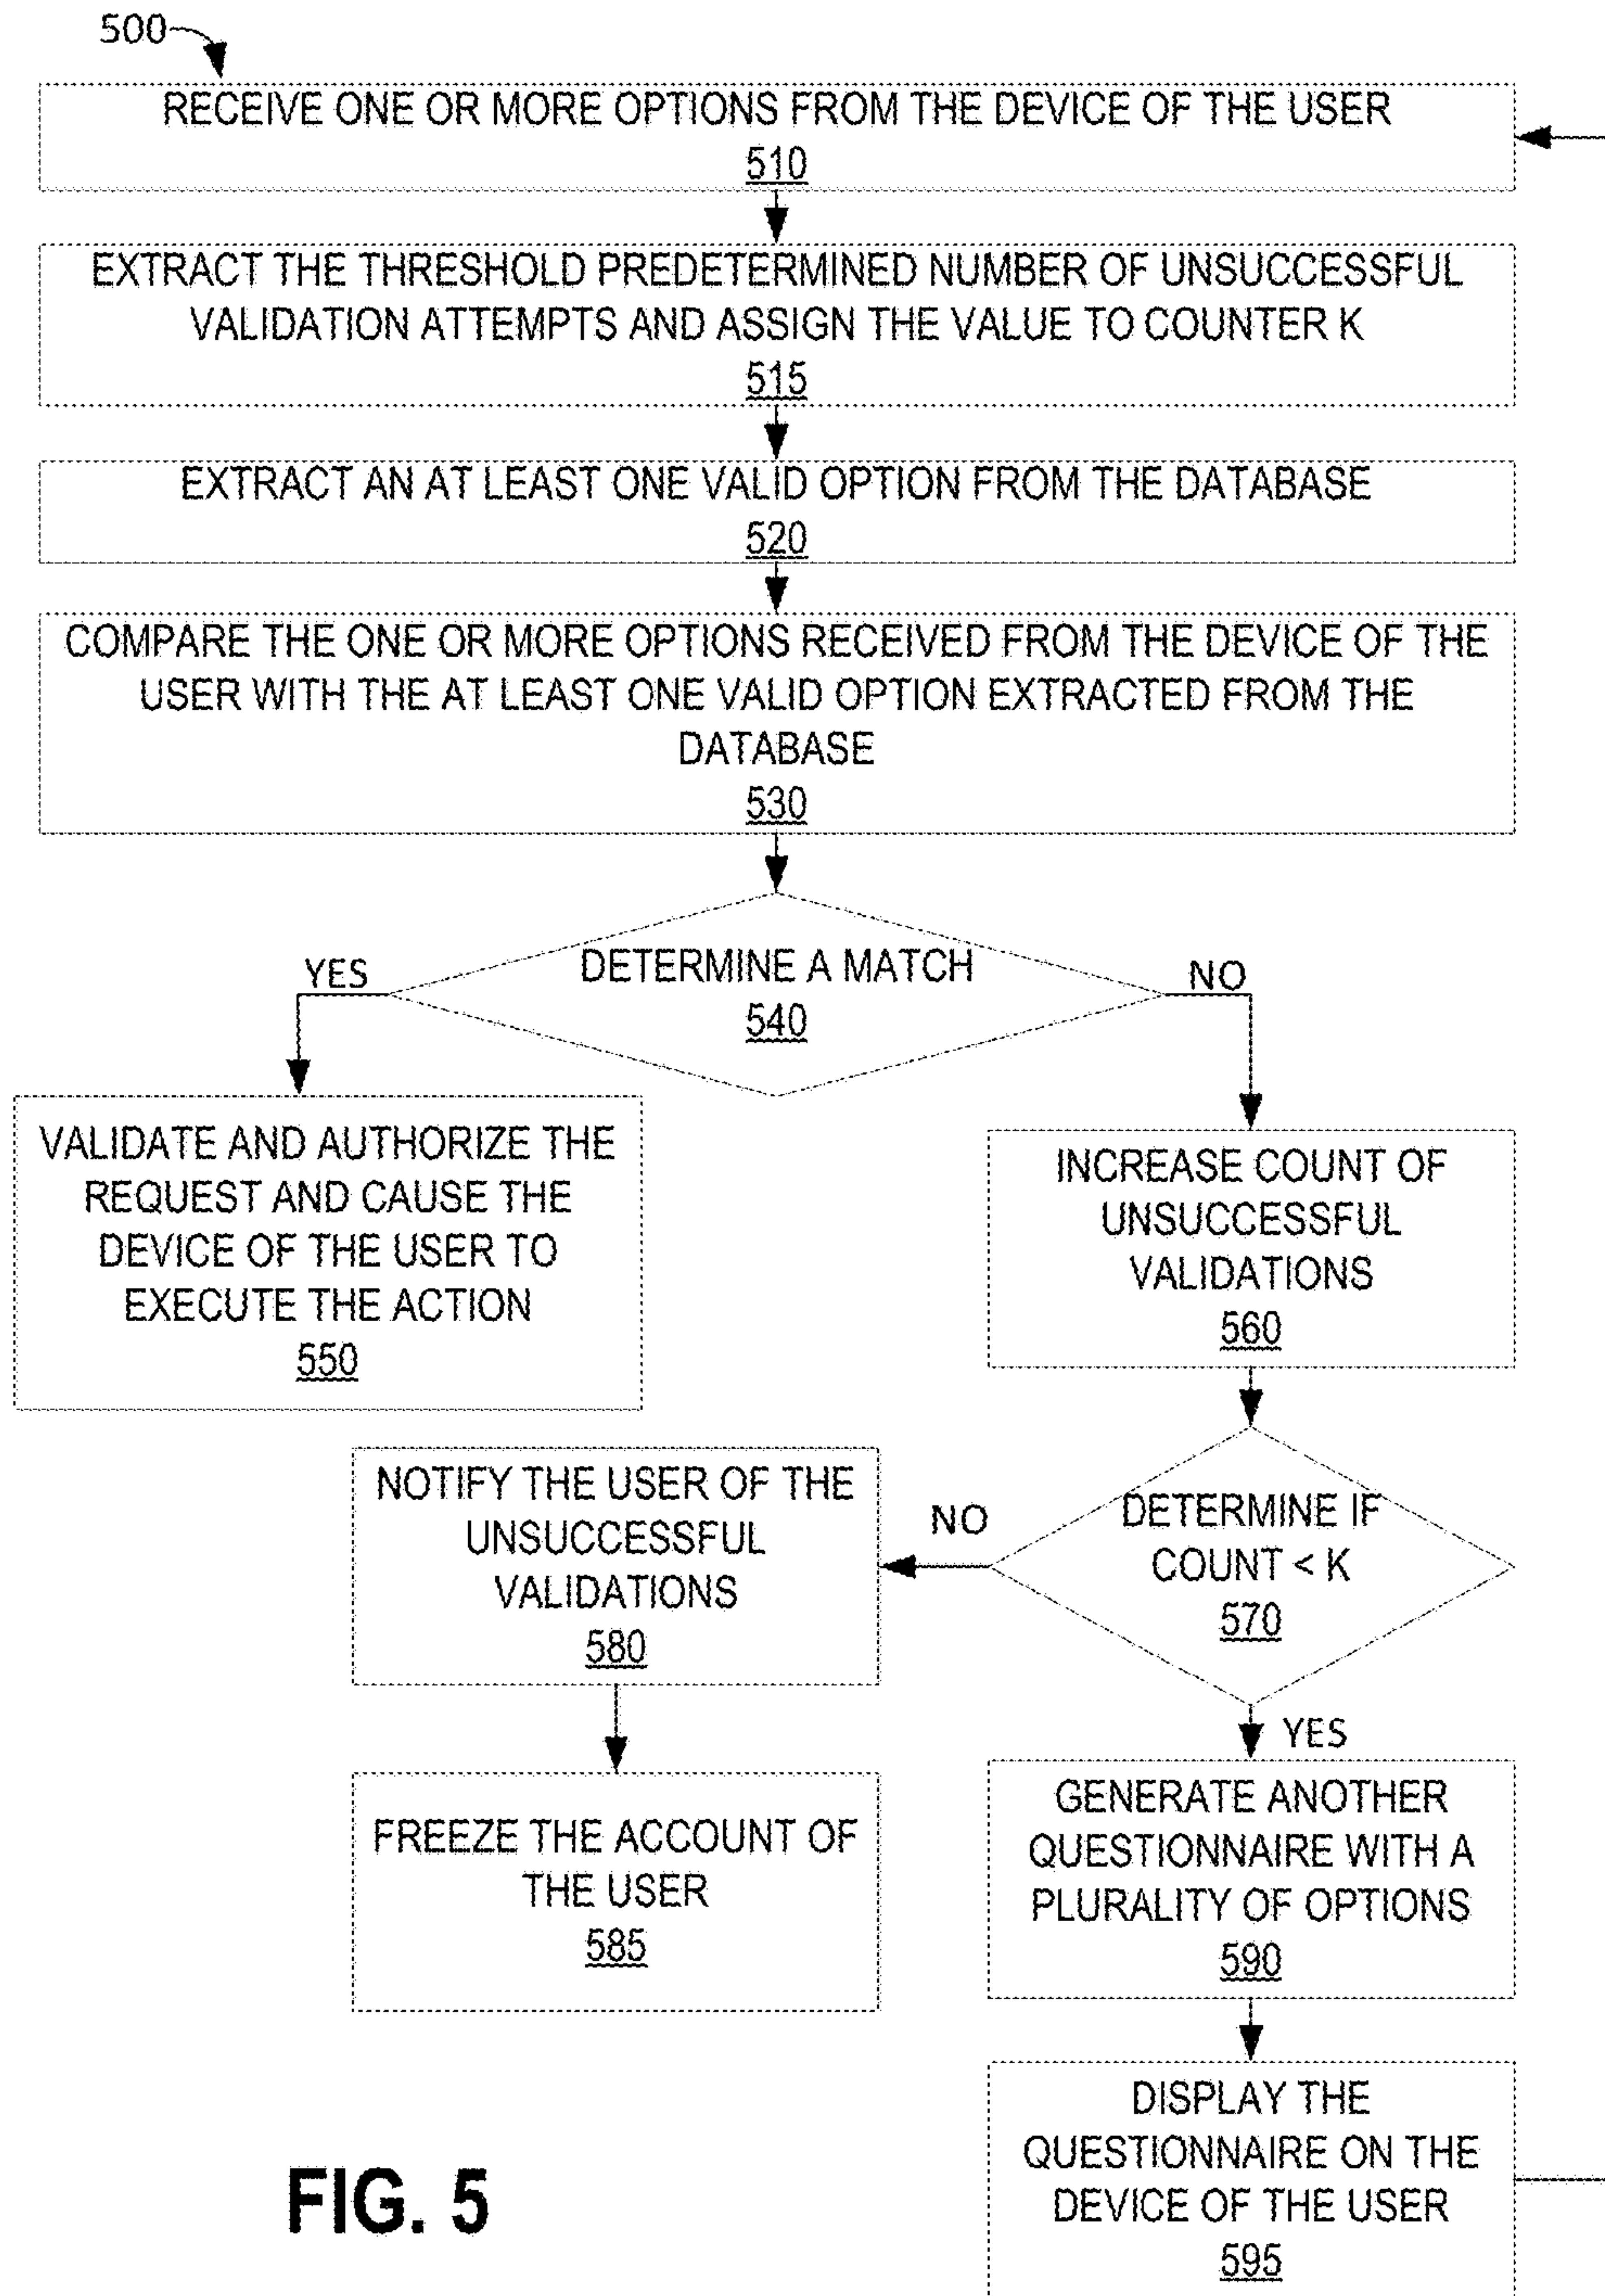 500
RECEIVE ONE OR MORE OPTIONS FROM THE DEVICE OF THE USER
510
EXTRACT THE THRESHOLD PREDETERMINED NUMBER OF UNSUCCESSFUL
VALIDATION ATTEMPTS AND ASSIGN THE VALUE TO COUNTER K
515
EXTRACT AN AT LEAST ONE VALID OPTION FROM THE DATABASE
520
COMPARE THE ONE OR MORE OPTIONS RECEIVED FROM THE DEVICE OF THE
USER WITH THE AT LEAST ONE VALID OPTION EXTRACTED FROM THE
DATABASE
530
DETERMINE A MATCH
540
YES
NO
VALIDATE AND AUTHORIZE THE
REQUEST AND CAUSE THE
DEVICE OF THE USER TO
EXECUTE THE ACTION
550
INCREASE COUNT OF
UNSUCCESSFUL
VALIDATIONS
560
DETERMINE IF
COUNT < K
570
NO
NOTIFY THE USER OF THE
UNSUCCESSFUL
VALIDATIONS
580
FREEZE THE ACCOUNT OF
THE USER
585
YES
GENERATE ANOTHER
QUESTIONNAIRE WITH A
PLURALITY OF OPTIONS
590
DISPLAY THE
QUESTIONNAIRE ON THE
DEVICE OF THE USER
595
FIG. 5